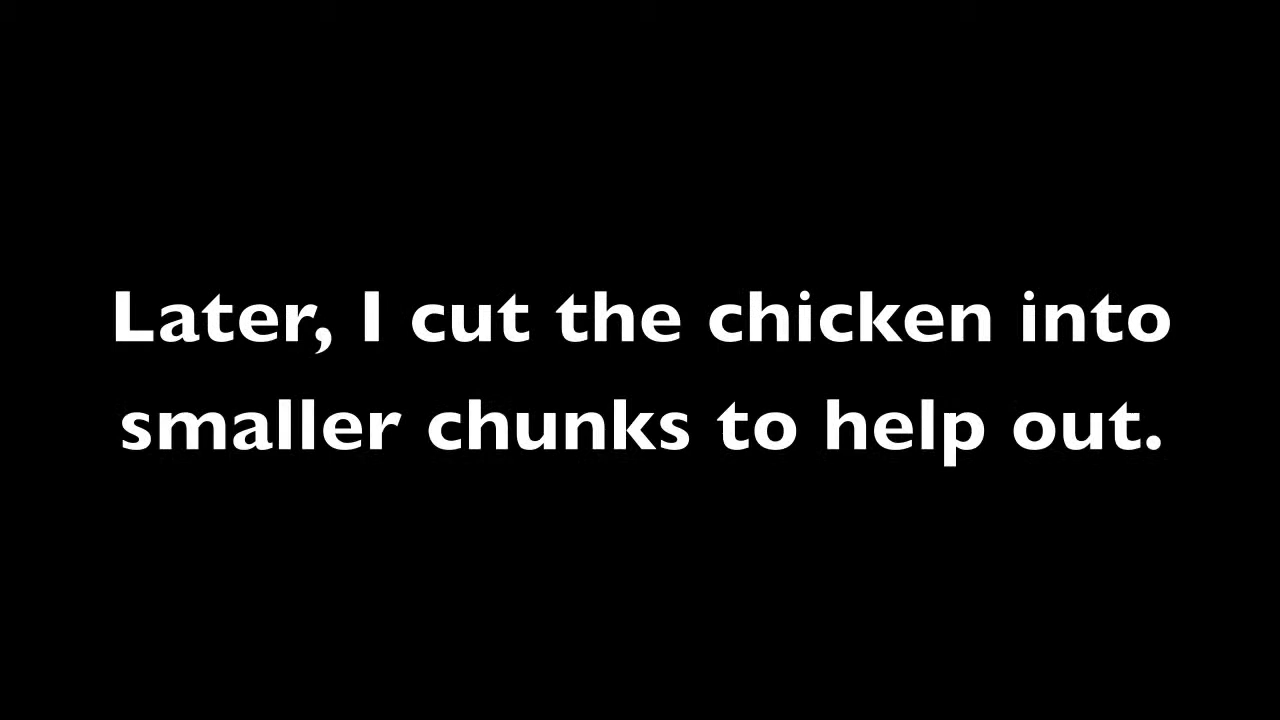 Later, I cut the chicken into
smaller chunks to help out.